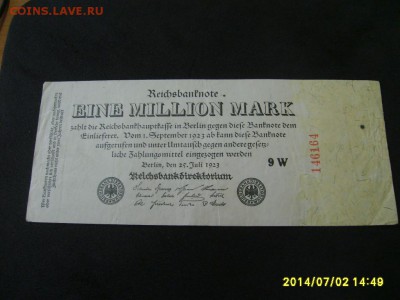 COINS.LAVE.RU
Reichsbanknote
EINE MILLION MARK
zahlt die Reichsbankhauptkasse in Berlin gegen diese Banknote dem
Einlieferer. Vom 1. September 1923 ab kann diese Banknote
aufgerufen und unter Umtausch gegen andere gesetz-
liche Zahlungsmittel eingezogen werden
Berlin, den 25. Juli 1923
Reichsbankdirektorium
9 W
146164
2014/07/02 14:49